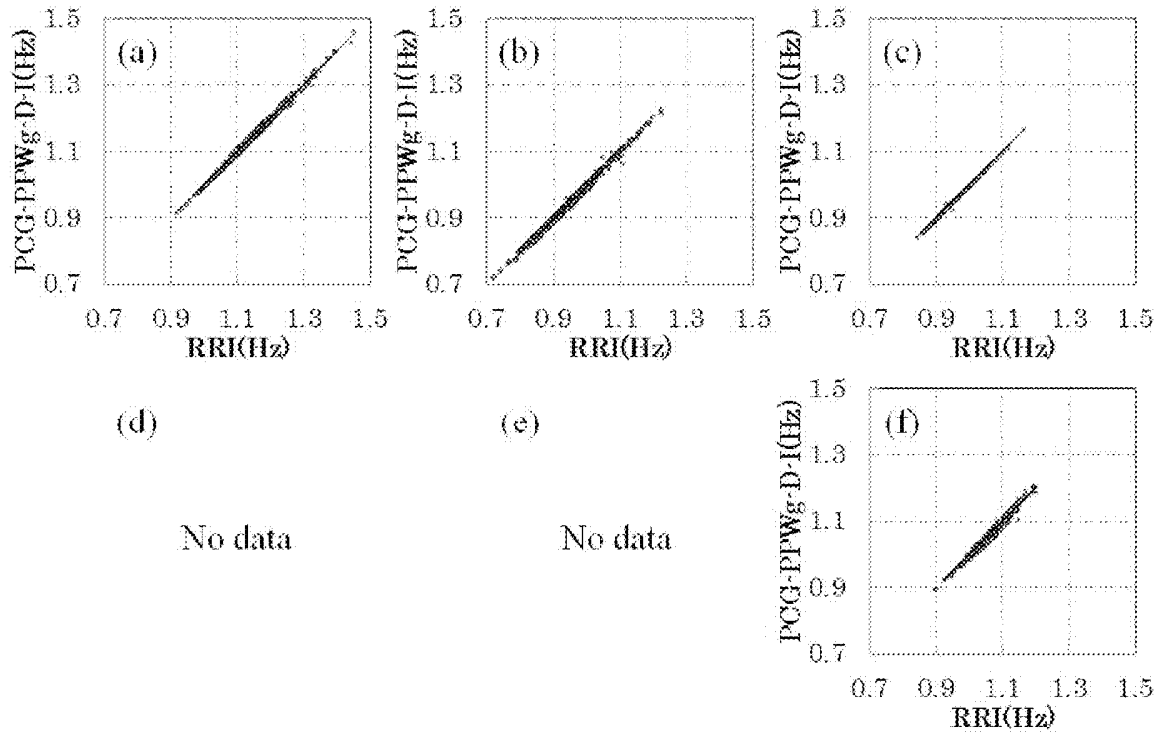 (a)
PCG-PPWg-D-I(Hz)
1.5
1.3
1.1
0.9
0.7
0.7 0.9 1.1 1.3 1.5
RRI(Hz)
(b)
PCG-PPWg-D-I(Hz)
1.5
1.3
1.1
0.9
0.7
0.7 0.9 1.1 1.3 1.5
RRI(Hz)
(c)
PCG-PPWg-D-I(Hz)
1.5
1.3
1.1
0.9
0.7
0.7 0.9 1.1 1.3 1.5
RRI(Hz)
(d)
No data
(e)
No data
(f)
PCG-PPWg-D-I(Hz)
1.5
1.3
1.1
0.9
0.7
0.7 0.9 1.1 1.3 1.5
RRI(Hz)